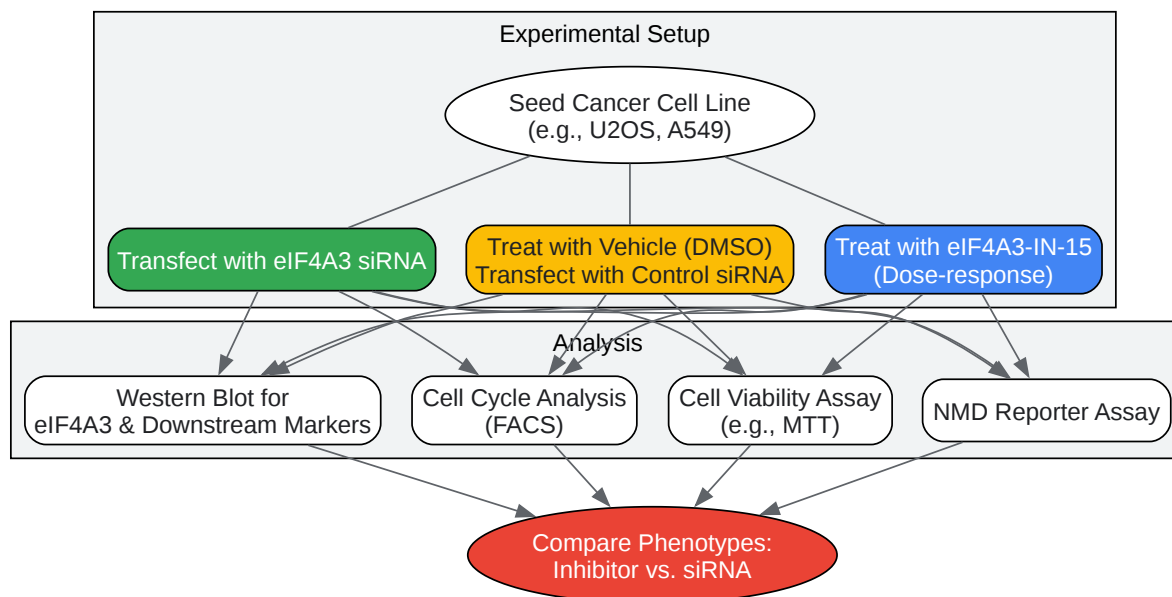 Experimental Setup
Seed Cancer Cell Line
(e.g., U2OS, A549)
Transfect with eIF4A3 siRNA
Treat with Vehicle (DMSO)
Transfect with Control siRNA
Treat with eIF4A3-IN-15
(Dose-response)
Analysis
Western Blot for
eIF4A3 & Downstream Markers
Cell Cycle Analysis
(FACS)
Cell Viability Assay
(e.g., MTT)
NMD Reporter Assay
Compare Phenotypes:
Inhibitor vs. siRNA